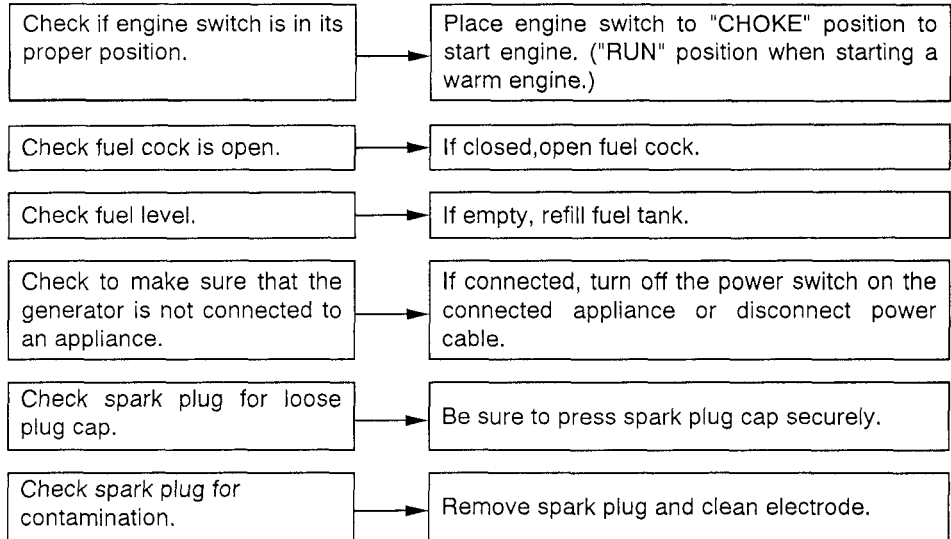 Check if engine switch is in its
proper position.
Place engine switch to "CHOKE" position to
start engine. ("RUN" position when starting a
warm engine.)
Check fuel cock is open.
If closed,open fuel cock.
Check fuel level.
If empty, refill fuel tank.
Check to make sure that the
generator is not connected to
an appliance.
If connected, turn off the power switch on the
connected appliance or disconnect power
cable.
Check spark plug for loose
plug cap.
Be sure to press spark plug cap securely.
Check spark plug for
contamination.
Remove spark plug and clean electrode.